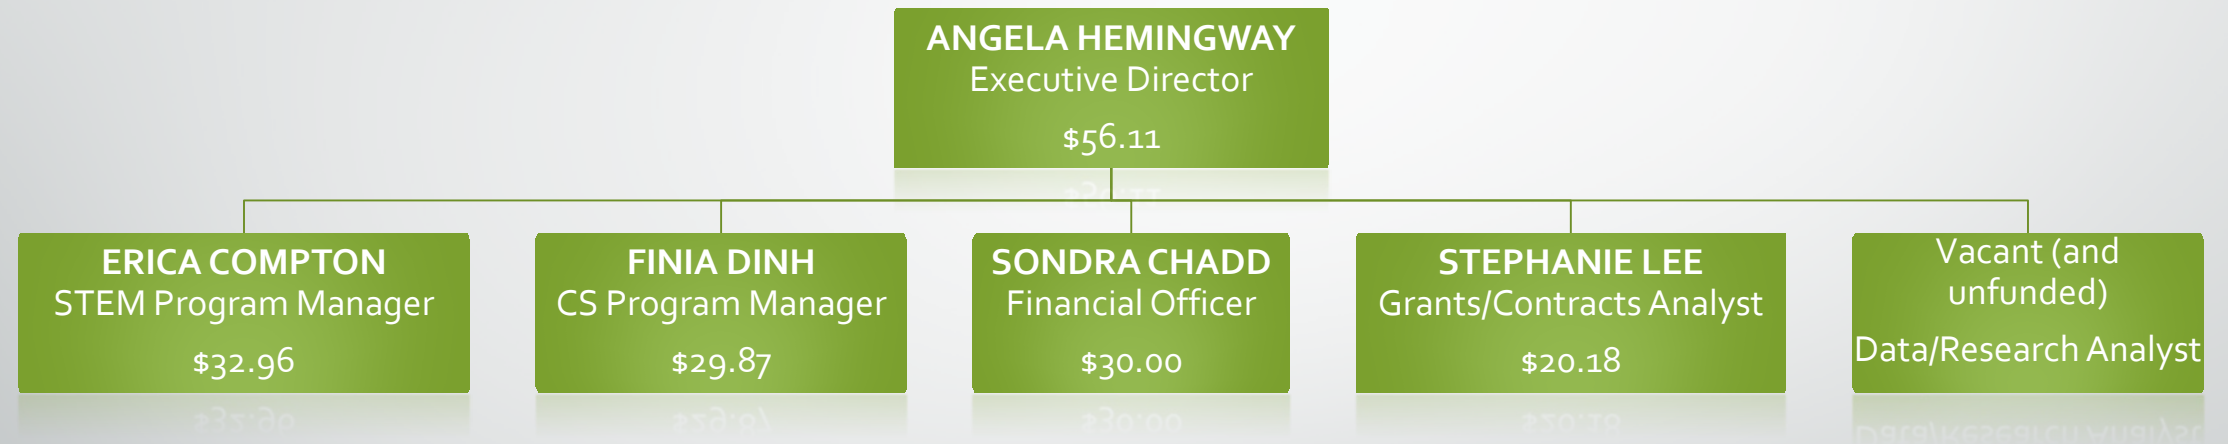 ANGELA HEMINGWAY
Executive Director
$56.11
ERICA COMPTON
STEM Program Manager
$32.96
FINIA DINH
CS Program Manager
$29.87
SONDRA CHADD
Financial Officer
$30.00
STEPHANIE LEE
Grants/Contracts Analyst
$20.18
Vacant (and
unfunded)
Data/Research Analyst